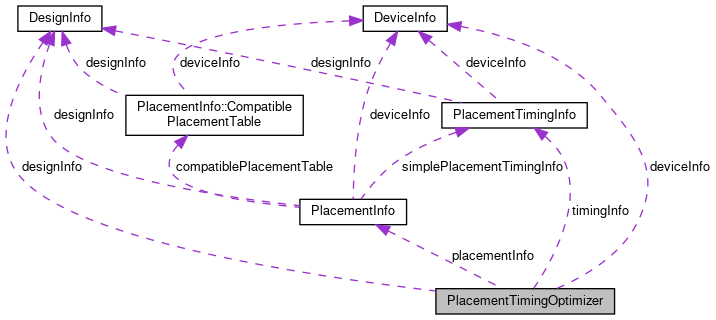 DesignInfo
DeviceInfo
designInfo
deviceInfo
designInfo
deviceInfo
PlacementInfo::Compatible
PlacementTable
PlacementTimingInfo
designInfo
deviceInfo
designInfo
compatiblePlacementTable
simplePlacementTimingInfo
deviceInfo
PlacementInfo
timingInfo
placementInfo
PlacementTimingOptimizer